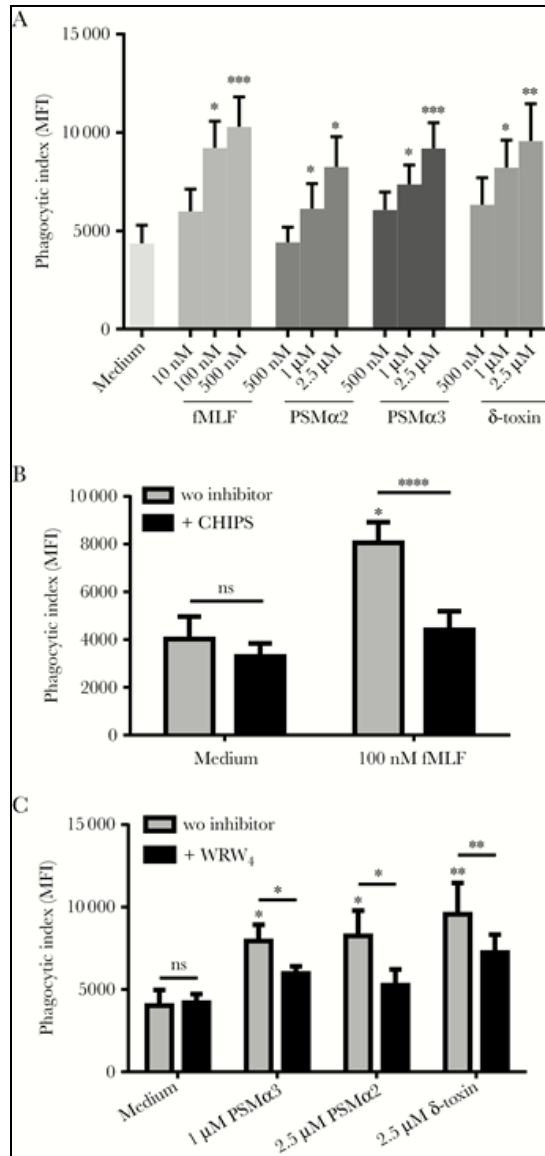 A
15 000
10 000
5000
0
Phagocytic index (MFI)
* *** * * * *** * **
Medium 10 nM 100 nM 500 nM 500 nM 1 μM 2.5 μM 500 nM 1 μM 2.5 μM 500 nM 1 μM 2.5 μM
fMLF PSMα2 PSMα3 δ-toxin
B
10 000
8000
6000
4000
2000
0
Phagocytic index (MFI)
wo inhibitor
+ CHIPS
ns
****
*
Medium 100 nM fMLF
C
15 000
10 000
5000
0
Phagocytic index (MFI)
wo inhibitor
+ WRW₄
ns * * **
* * **
Medium 1 μM PSMα3 2.5 μM PSMα2 2.5 μM δ-toxin